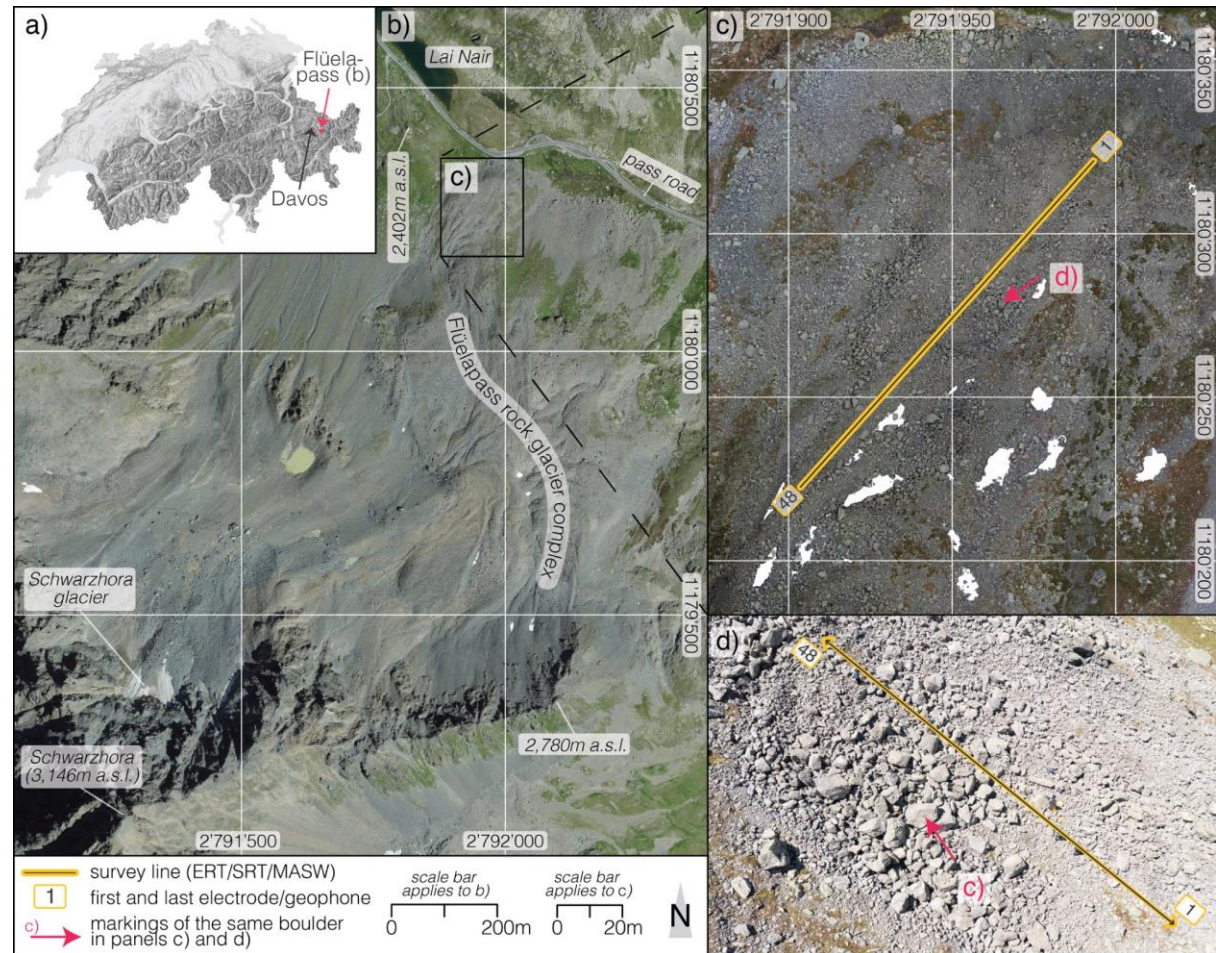 a)
Flüela-
pass (b)
Davos
b)
Lai Nair
1'180'500
pass road
c)
2,402m a.s.l.
1'180'000
Flüelapass rock glacier complex
Schwarzhora
glacier
1'179'500
2,780m a.s.l.
Schwarzhora
(3,146m a.s.l.)
2'791'500
2'792'000
c)
2'791'900
2'791'950
2'792'000
1'180'350
1
1'180'300
d)
1'180'250
48
1'180'200
d)
48
c)
1
survey line (ERT/SRT/MASW)
1
first and last electrode/geophone
c)
markings of the same boulder
in panels c) and d)
scale bar
applies to b)
0
200m
scale bar
applies to c)
0
20m
N